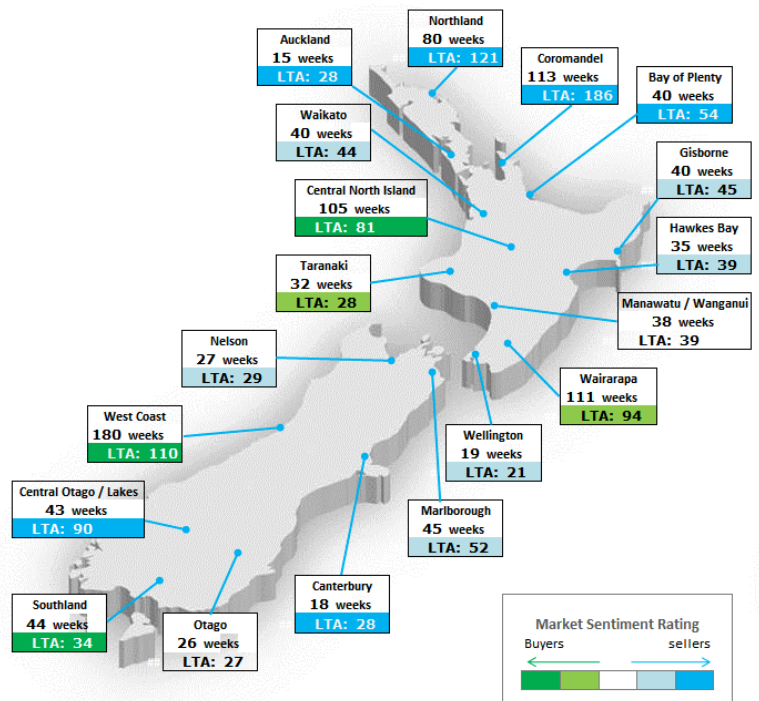 Northland
80 weeks
LTA: 121
Auckland
15 weeks
LTA: 28
Coromandel
113 weeks
LTA: 186
Bay of Plenty
40 weeks
LTA: 54
Waikato
40 weeks
LTA: 44
Gisborne
40 weeks
LTA: 45
Central North Island
105 weeks
LTA: 81
Hawkes Bay
35 weeks
LTA: 39
Taranaki
32 weeks
LTA: 28
Manawatu / Wanganui
38 weeks
LTA: 39
Nelson
27 weeks
LTA: 29
Wairarapa
111 weeks
LTA: 94
West Coast
180 weeks
LTA: 110
Wellington
19 weeks
LTA: 21
Central Otago / Lakes
43 weeks
LTA: 90
Marlborough
45 weeks
LTA: 52
Canterbury
18 weeks
LTA: 28
Southland
44 weeks
LTA: 34
Otago
26 weeks
LTA: 27
Market Sentiment Rating
Buyers sellers